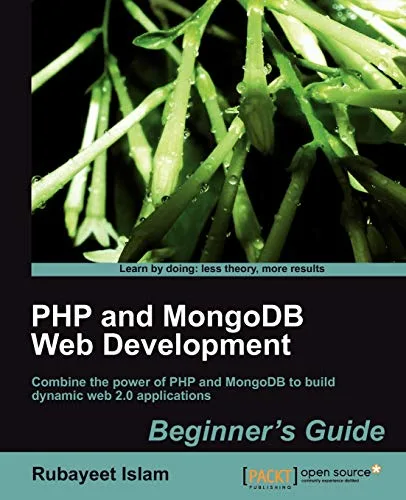 Learn by doing: less theory, more results
PHP and MongoDB
Web Development
Combine the power of PHP and MongoDB to build
dynamic web 2.0 applications
Beginner's Guide
Rubayeet Islam
[PACKT] open source*
PUBLISHING community experience distilled